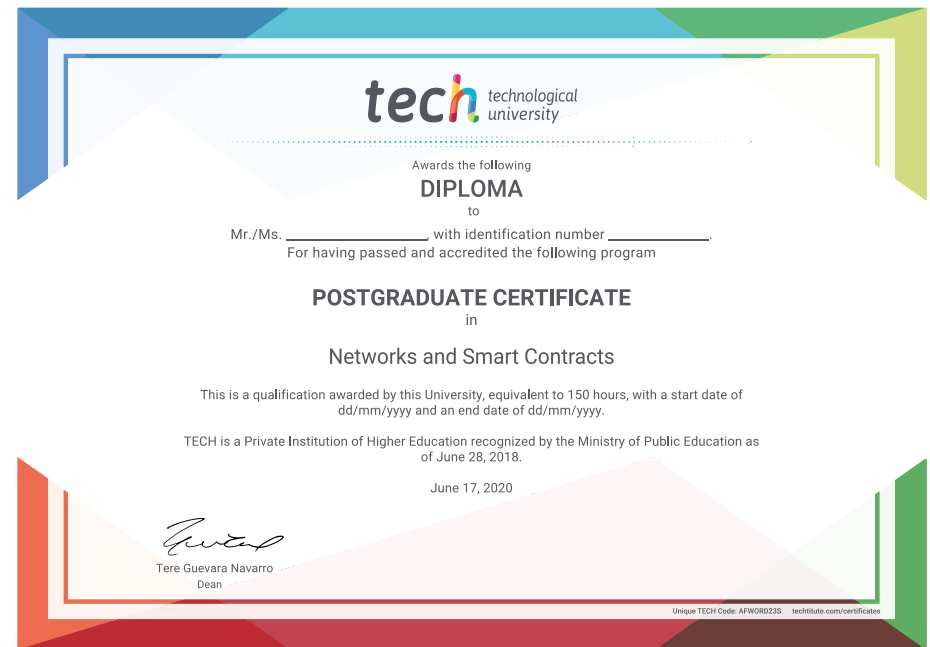 tech technological
university
Awards the following
DIPLOMA
to
Mr./Ms. ____________________, with identification number ______________.
For having passed and accredited the following program
POSTGRADUATE CERTIFICATE
in
Networks and Smart Contracts
This is a qualification awarded by this University, equivalent to 150 hours, with a start date of
dd/mm/yyyy and an end date of dd/mm/yyyy.
TECH is a Private Institution of Higher Education recognized by the Ministry of Public Education as
of June 28, 2018.
June 17, 2020
Tere Guevara Navarro
Dean
Unique TECH Code: AFWORD23S techtitute.com/certificates